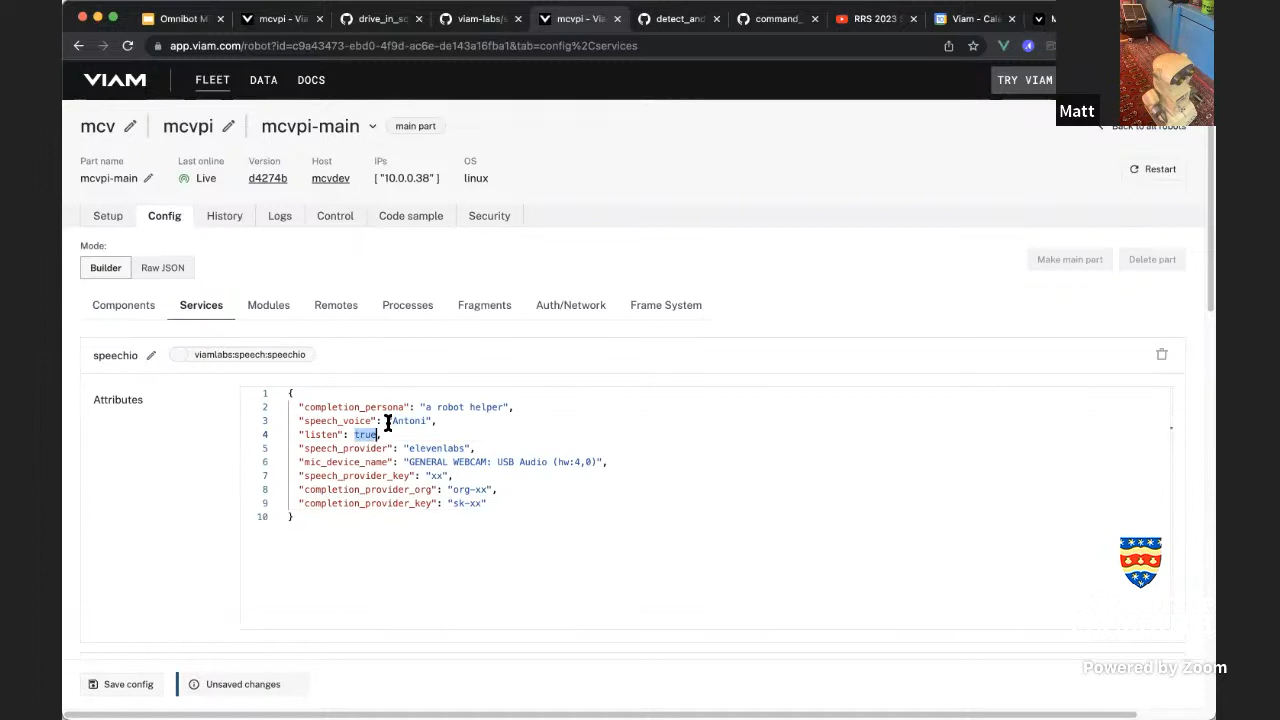 Omnibot M
mcvpi - Via
drive_in_sq
viam-labs/
mcvpi - Via
detect_and
command_
RRS 2023 S
Viam - Cale
app.viam.com/robot?id=c9a43473-ebd0-4f9d-ac6e-de143a16fba1&tab=config%2Cservices
VIAM
FLEET
DATA
DOCS
TRY VIAM
Matt
mcv
mcvpi
mcvpi-main
main part
Back to all robots
Part name
Last online
Version
Host
IPs
OS
mcvpi-main
Live
d4274b
mcvdev
[ "10.0.0.38" ]
linux
Restart
Setup
Config
History
Logs
Control
Code sample
Security
Mode:
Builder
Raw JSON
Make main part
Delete part
Components
Services
Modules
Remotes
Processes
Fragments
Auth/Network
Frame System
speechio
viamlabs:speech:speechio
Attributes
1 {
2 "completion_persona": "a robot helper",
3 "speech_voice": "Antoni",
4 "listen": true,
5 "speech_provider": "elevenlabs",
6 "mic_device_name": "GENERAL WEBCAM: USB Audio (hw:4,0)",
7 "speech_provider_key": "xx",
8 "completion_provider_org": "org-xx",
9 "completion_provider_key": "sk-xx"
10 }
Save config
Unsaved changes
Powered by Zoom